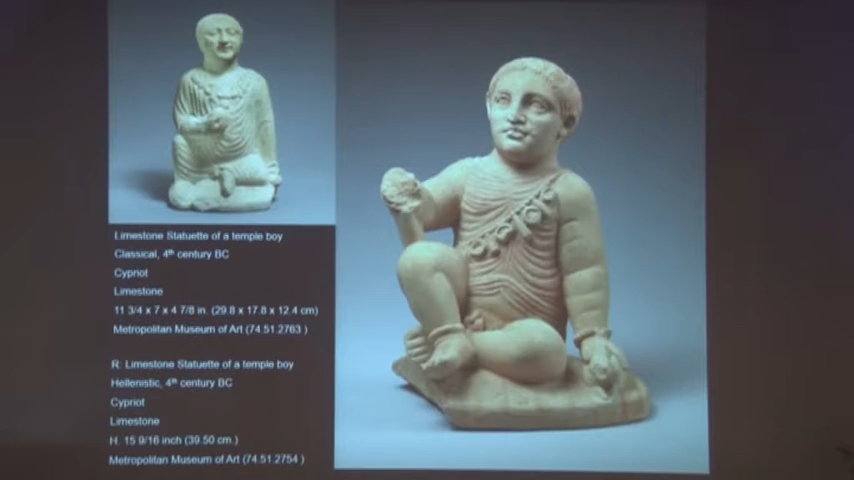 Limestone Statuette of a temple boy
Classical, 4th century BC
Cypriot
Limestone
11 3/4 x 7 x 4 7/8 in. (29.8 x 17.8 x 12.4 cm)
Metropolitan Museum of Art (74.51.2763 )
R: Limestone Statuette of a temple boy
Hellenistic, 4th century BC
Cypriot
Limestone
H. 15 9/16 inch (39.50 cm.)
Metropolitan Museum of Art (74.51.2754 )